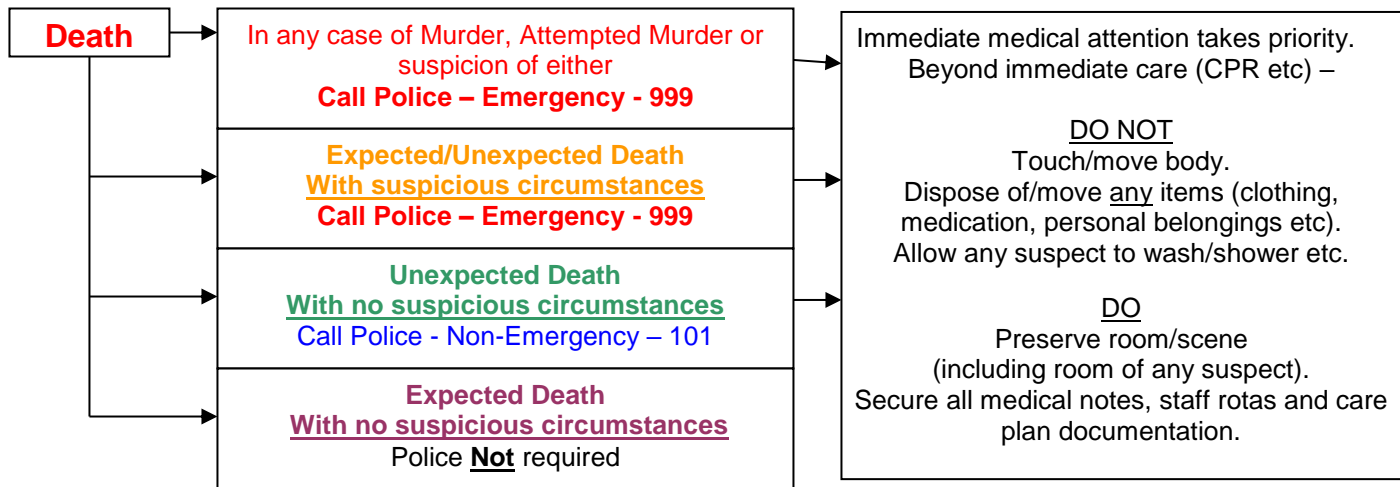 Death
In any case of Murder, Attempted Murder or
suspicion of either
Call Police – Emergency - 999
Expected/Unexpected Death
With suspicious circumstances
Call Police – Emergency - 999
Unexpected Death
With no suspicious circumstances
Call Police - Non-Emergency – 101
Expected Death
With no suspicious circumstances
Police Not required
Immediate medical attention takes priority.
Beyond immediate care (CPR etc) –
DO NOT
Touch/move body.
Dispose of/move any items (clothing,
medication, personal belongings etc).
Allow any suspect to wash/shower etc.
DO
Preserve room/scene
(including room of any suspect).
Secure all medical notes, staff rotas and care
plan documentation.